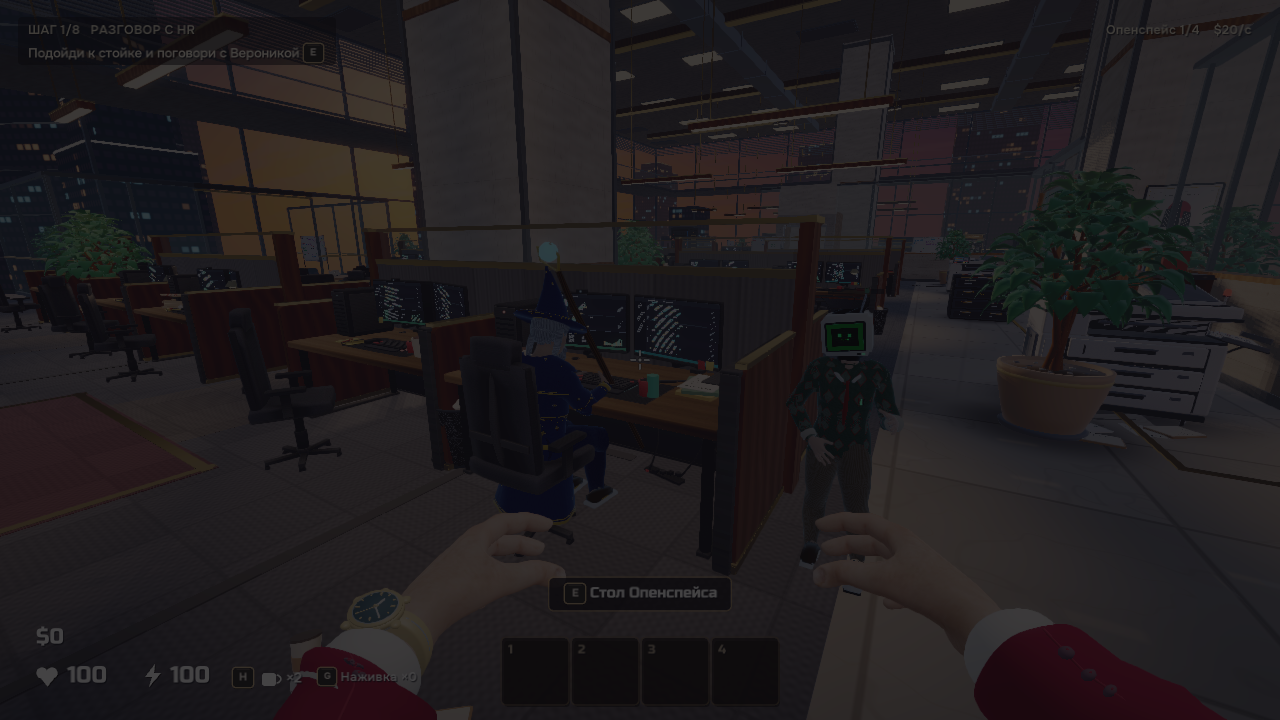 ШАГ 1/8 РАЗГОВОР С HR
Подойди к стойке и поговори с Вероникой E
Опенспейс 1/4 $20/с
E Стол Опенспейса
$0
100 100 H ×2 G Наживка ×0
1 2 3 4